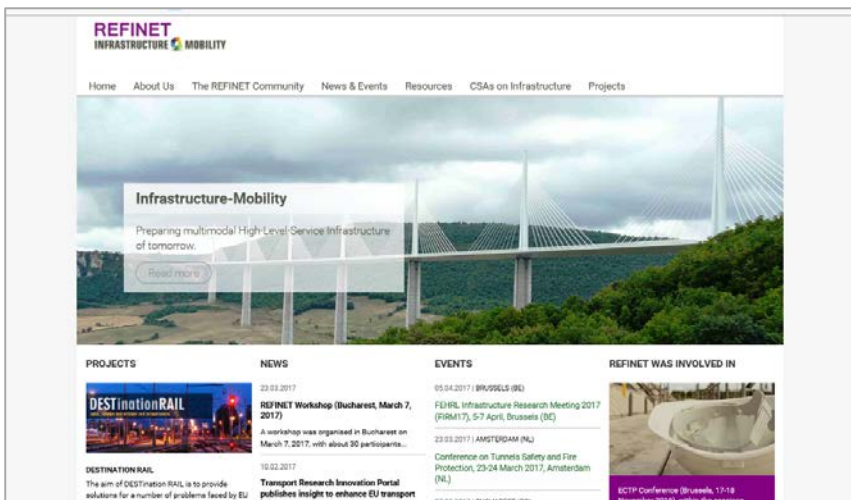 REFINET
INFRASTRUCTURE MOBILITY
Home About Us The REFINET Community News & Events Resources CSAs on Infrastructure Projects
Infrastructure-Mobility
Preparing multimodal High-Level-Service Infrastructure
of tomorrow.
Read more
PROJECTS
DESTinationRAIL
DESTINATION RAIL
The aim of DESTination RAIL is to provide
solutions for a number of problems faced by EU
NEWS
23.03.2017
REFINET Workshop (Bucharest, March 7,
2017)
A workshop was organised in Bucharest on
March 7, 2017, with about 30 participants...
10.02.2017
Transport Research Innovation Portal
publishes insight to enhance EU transport
EVENTS
05.04.2017 | BRUSSELS (BE)
FEHRL Infrastructure Research Meeting 2017
(FIRM17), 5-7 April, Brussels (BE)
23.03.2017 | AMSTERDAM (NL)
Conference on Tunnels Safety and Fire
Protection, 23-24 March 2017, Amsterdam
(NL)
REFINET WAS INVOLVED IN
ECTP Conference (Brussels, 17-18